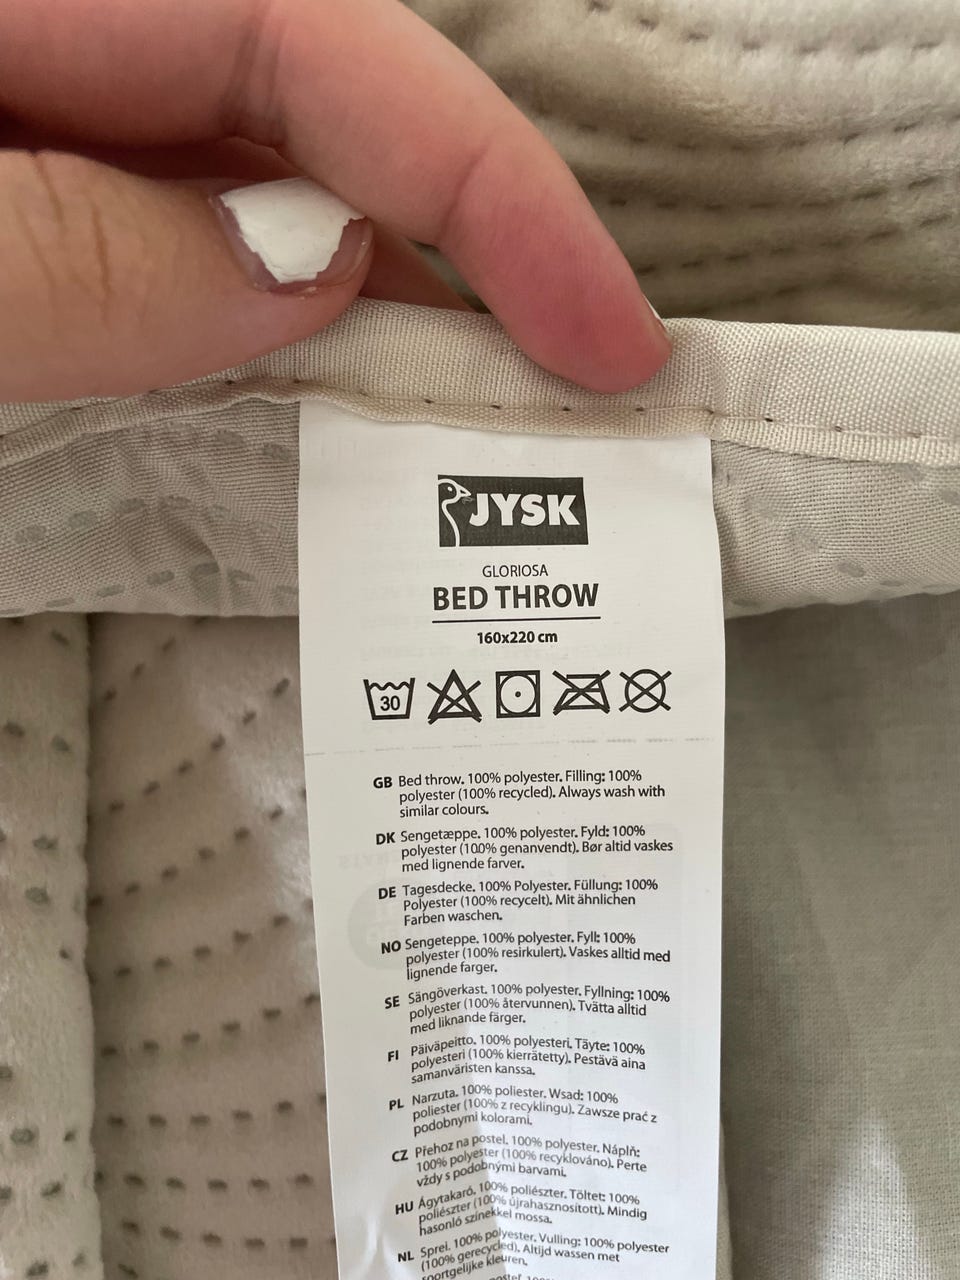 JYSK
GLORIOSA
BED THROW
160x220 cm
30
GB Bed throw. 100% polyester. Filling: 100%
polyester (100% recycled). Always wash with
similar colours.
DK Sengetæppe. 100% polyester. Fyld: 100%
polyester (100% genanvendt). Bør altid vaskes
med lignende farver.
DE Tagesdecke. 100% Polyester. Füllung: 100%
Polyester (100% recycelt). Mit ähnlichen
Farben waschen.
NO Sengeteppe. 100% polyester. Fyll: 100%
polyester (100% resirkulert). Vaskes alltid med
lignende farger.
SE Sängöverkast. 100% polyester. Fyllning: 100%
polyester (100% återvunnen). Tvätta alltid
med liknande färger.
FI Päiväpeitto. 100% polyesteri. Täyte: 100%
polyesteri (100% kierrätetty). Pestävä aina
samanväristen kanssa.
PL Narzuta. 100% poliester. Wsad: 100%
poliester (100% z recyklingu). Zawsze prać z
podobnymi kolorami.
CZ Přehoz na postel. 100% polyester. Náplň:
100% polyester (100% recyklováno). Perte
vždy s podobnými barvami.
HU Ágytakaró. 100% poliészter. Töltet: 100%
poliészter (100% újrahasznosított). Mindig
hasonló színekkel mossa.
NL Sprei. 100% polyester. Vulling: 100% polyester
(100% gerecycled). Altijd wassen met
soortgelijke kleuren.